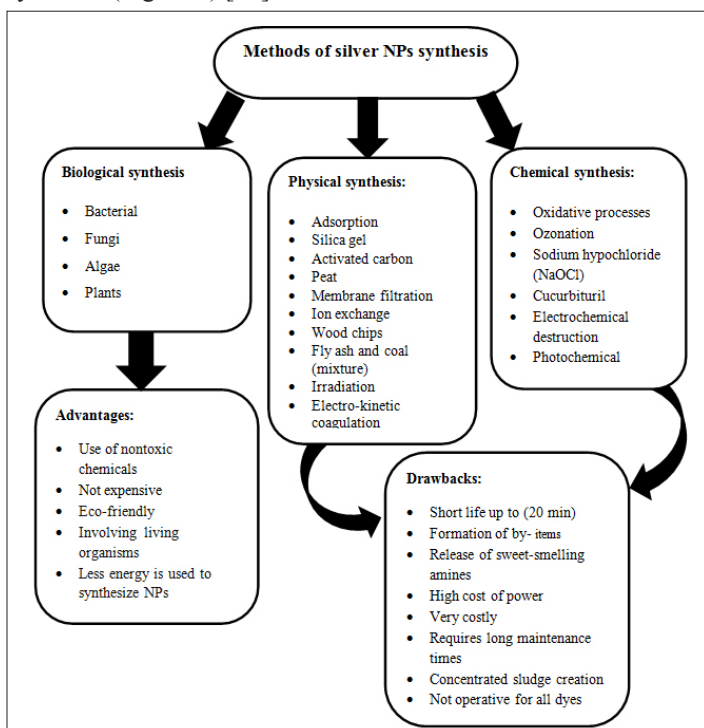 Methods of silver NPs synthesis
Biological synthesis
• Bacterial
• Fungi
• Algae
• Plants
Physical synthesis:
• Adsorption
• Silica gel
• Activated carbon
• Peat
• Membrane filtration
• Ion exchange
• Wood chips
• Fly ash and coal
(mixture)
• Irradiation
• Electro-kinetic
coagulation
Chemical synthesis:
• Oxidative processes
• Ozonation
• Sodium hypochloride
(NaOCl)
• Cucurbituril
• Electrochemical
destruction
• Photochemical
Advantages:
• Use of nontoxic
chemicals
• Not expensive
• Eco-friendly
• Involving living
organisms
• Less energy is used to
synthesize NPs
Drawbacks:
• Short life up to (20 min)
• Formation of by- items
• Release of sweet-smelling
amines
• High cost of power
• Very costly
• Requires long maintenance
times
• Concentrated sludge creation
• Not operative for all dyes